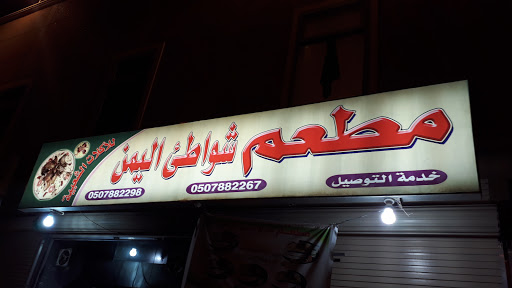 مطعم شواطئ اليمن
للأكلات الشعبية
خدمة التوصيل
0507882267
0507882298